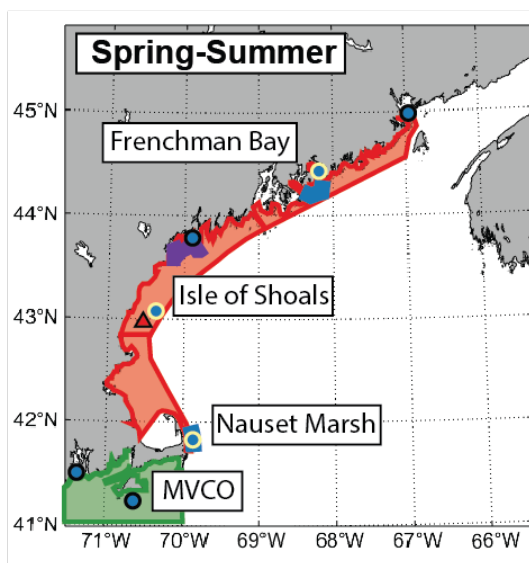 Spring-Summer
45°N
Frenchman Bay
44°N
Isle of Shoals
43°N
42°N
Nauset Marsh
MVCO
41°N
71°W 70°W 69°W 68°W 67°W 66°W